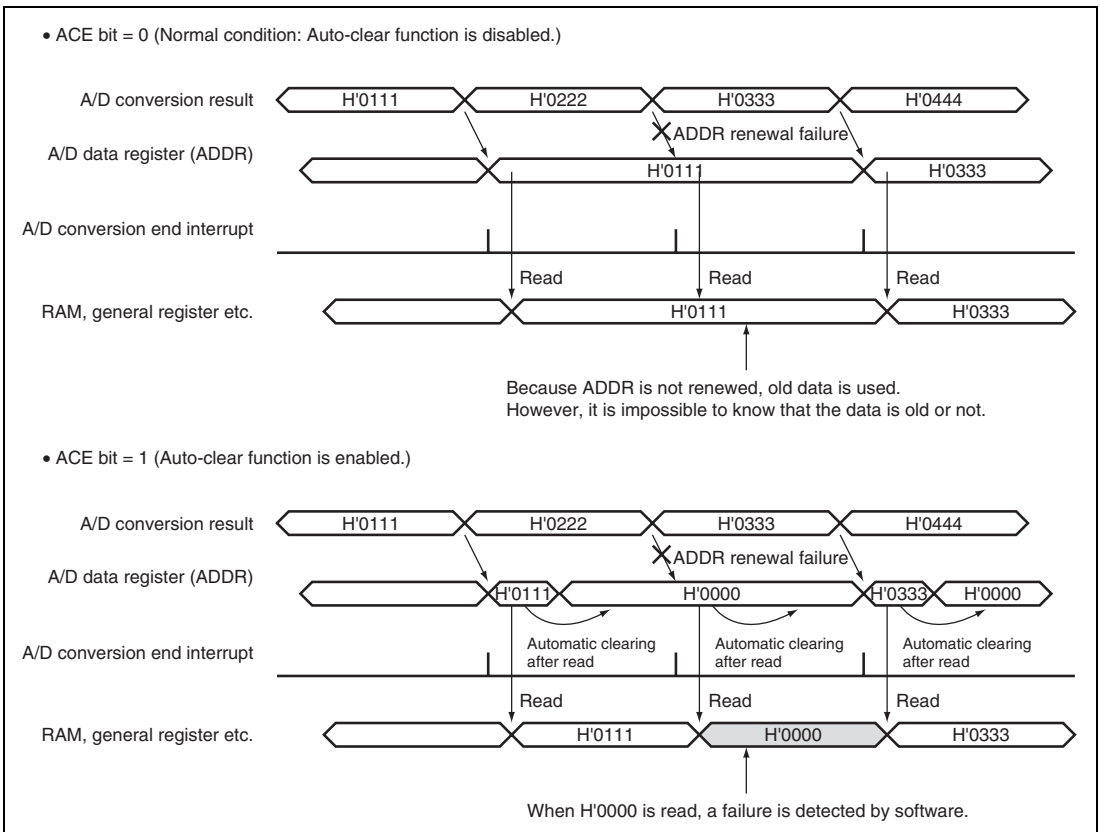 • ACE bit = 0 (Normal condition: Auto-clear function is disabled.)
A/D conversion result
H'0111
H'0222
H'0333
H'0444
ADDR renewal failure
A/D data register (ADDR)
H'0111
H'0333
A/D conversion end interrupt
Read
Read
Read
RAM, general register etc.
H'0111
H'0333
Because ADDR is not renewed, old data is used.
However, it is impossible to know that the data is old or not.
• ACE bit = 1 (Auto-clear function is enabled.)
A/D conversion result
H'0111
H'0222
H'0333
H'0444
ADDR renewal failure
A/D data register (ADDR)
H'0111
H'0000
H'0333
H'0000
Automatic clearing
after read
Automatic clearing
after read
Automatic clearing
after read
A/D conversion end interrupt
Read
Read
Read
RAM, general register etc.
H'0111
H'0000
H'0333
When H'0000 is read, a failure is detected by software.